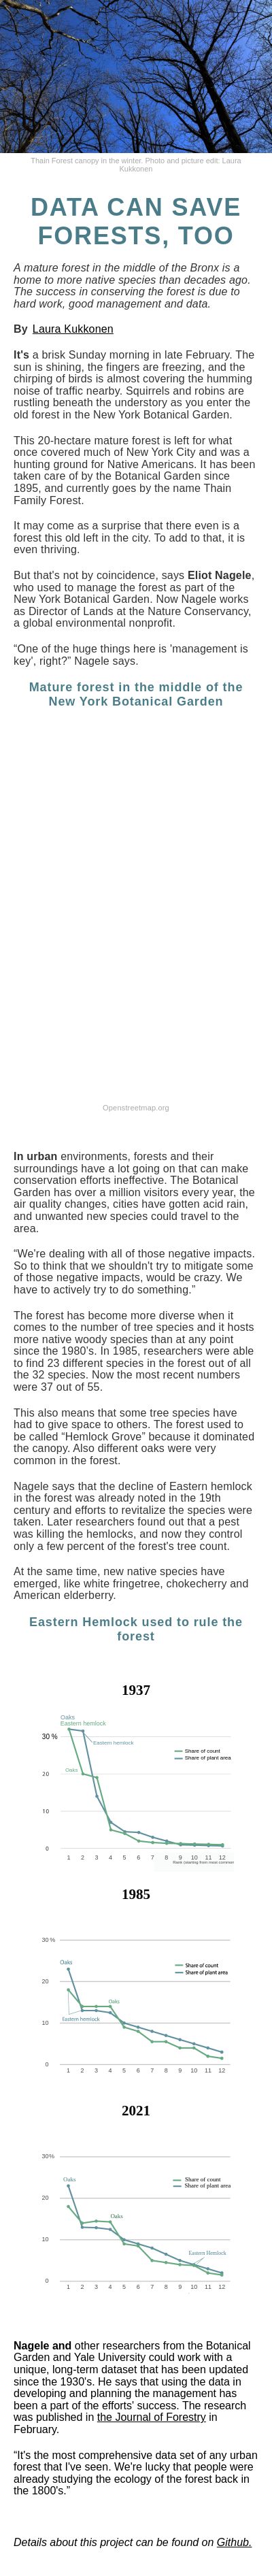 Thain Forest canopy in the winter. Photo and picture edit: Laura
Kukkonen
DATA CAN SAVE
FORESTS, TOO
A mature forest in the middle of the Bronx is a
home to more native species than decades ago.
The success in conserving the forest is due to
hard work, good management and data.
By Laura Kukkonen
It's a brisk Sunday morning in late February. The
sun is shining, the fingers are freezing, and the
chirping of birds is almost covering the humming
noise of traffic nearby. Squirrels and robins are
rustling beneath the understory as you enter the
old forest in the New York Botanical Garden.
This 20-hectare mature forest is left for what
once covered much of New York City and was a
hunting ground for Native Americans. It has been
taken care of by the Botanical Garden since
1895, and currently goes by the name Thain
Family Forest.
It may come as a surprise that there even is a
forest this old left in the city. To add to that, it is
even thriving.
But that's not by coincidence, says Eliot Nagele,
who used to manage the forest as part of the
New York Botanical Garden. Now Nagele works
as Director of Lands at the Nature Conservancy,
a global environmental nonprofit.
“One of the huge things here is 'management is
key', right?” Nagele says.
Mature forest in the middle of the
New York Botanical Garden
Openstreetmap.org
In urban environments, forests and their
surroundings have a lot going on that can make
conservation efforts ineffective. The Botanical
Garden has over a million visitors every year, the
air quality changes, cities have gotten acid rain,
and unwanted new species could travel to the
area.
“We're dealing with all of those negative impacts.
So to think that we shouldn't try to mitigate some
of those negative impacts, would be crazy. We
have to actively try to do something.”
The forest has become more diverse when it
comes to the number of tree species and it hosts
more native woody species than at any point
since the 1980's. In 1985, researchers were able
to find 23 different species in the forest out of all
the 32 species. Now the most recent numbers
were 37 out of 55.
This also means that some tree species have
had to give space to others. The forest used to
be called “Hemlock Grove” because it dominated
the canopy. Also different oaks were very
common in the forest.
Nagele says that the decline of Eastern hemlock
in the forest was already noted in the 19th
century and efforts to revitalize the species were
taken. Later researchers found out that a pest
was killing the hemlocks, and now they control
only a few percent of the forest's tree count.
At the same time, new native species have
emerged, like white fringetree, chokecherry and
American elderberry.
Eastern Hemlock used to rule the
forest
1937
Oaks
Eastern hemlock
30 %
Eastern hemlock
Share of count
Share of plant area
Oaks
20
10
0
1 2 3 4 5 6 7 8 9 10 11 12
Rank (starting from most common
1985
30 %
Oaks
Share of count
Share of plant area
20
Oaks
Eastern hemlock
10
0
1 2 3 4 5 6 7 8 9 10 11 12
2021
30%
Oaks
Share of count
Share of plant area
20
Oaks
10
Eastern Hemlock
0
1 2 3 4 5 6 7 8 9 10 11 12
Nagele and other researchers from the Botanical
Garden and Yale University could work with a
unique, long-term dataset that has been updated
since the 1930's. He says that using the data in
developing and planning the management has
been a part of the efforts' success. The research
was published in the Journal of Forestry in
February.
“It's the most comprehensive data set of any urban
forest that I've seen. We're lucky that people were
already studying the ecology of the forest back in
the 1800's.”
Details about this project can be found on Github.